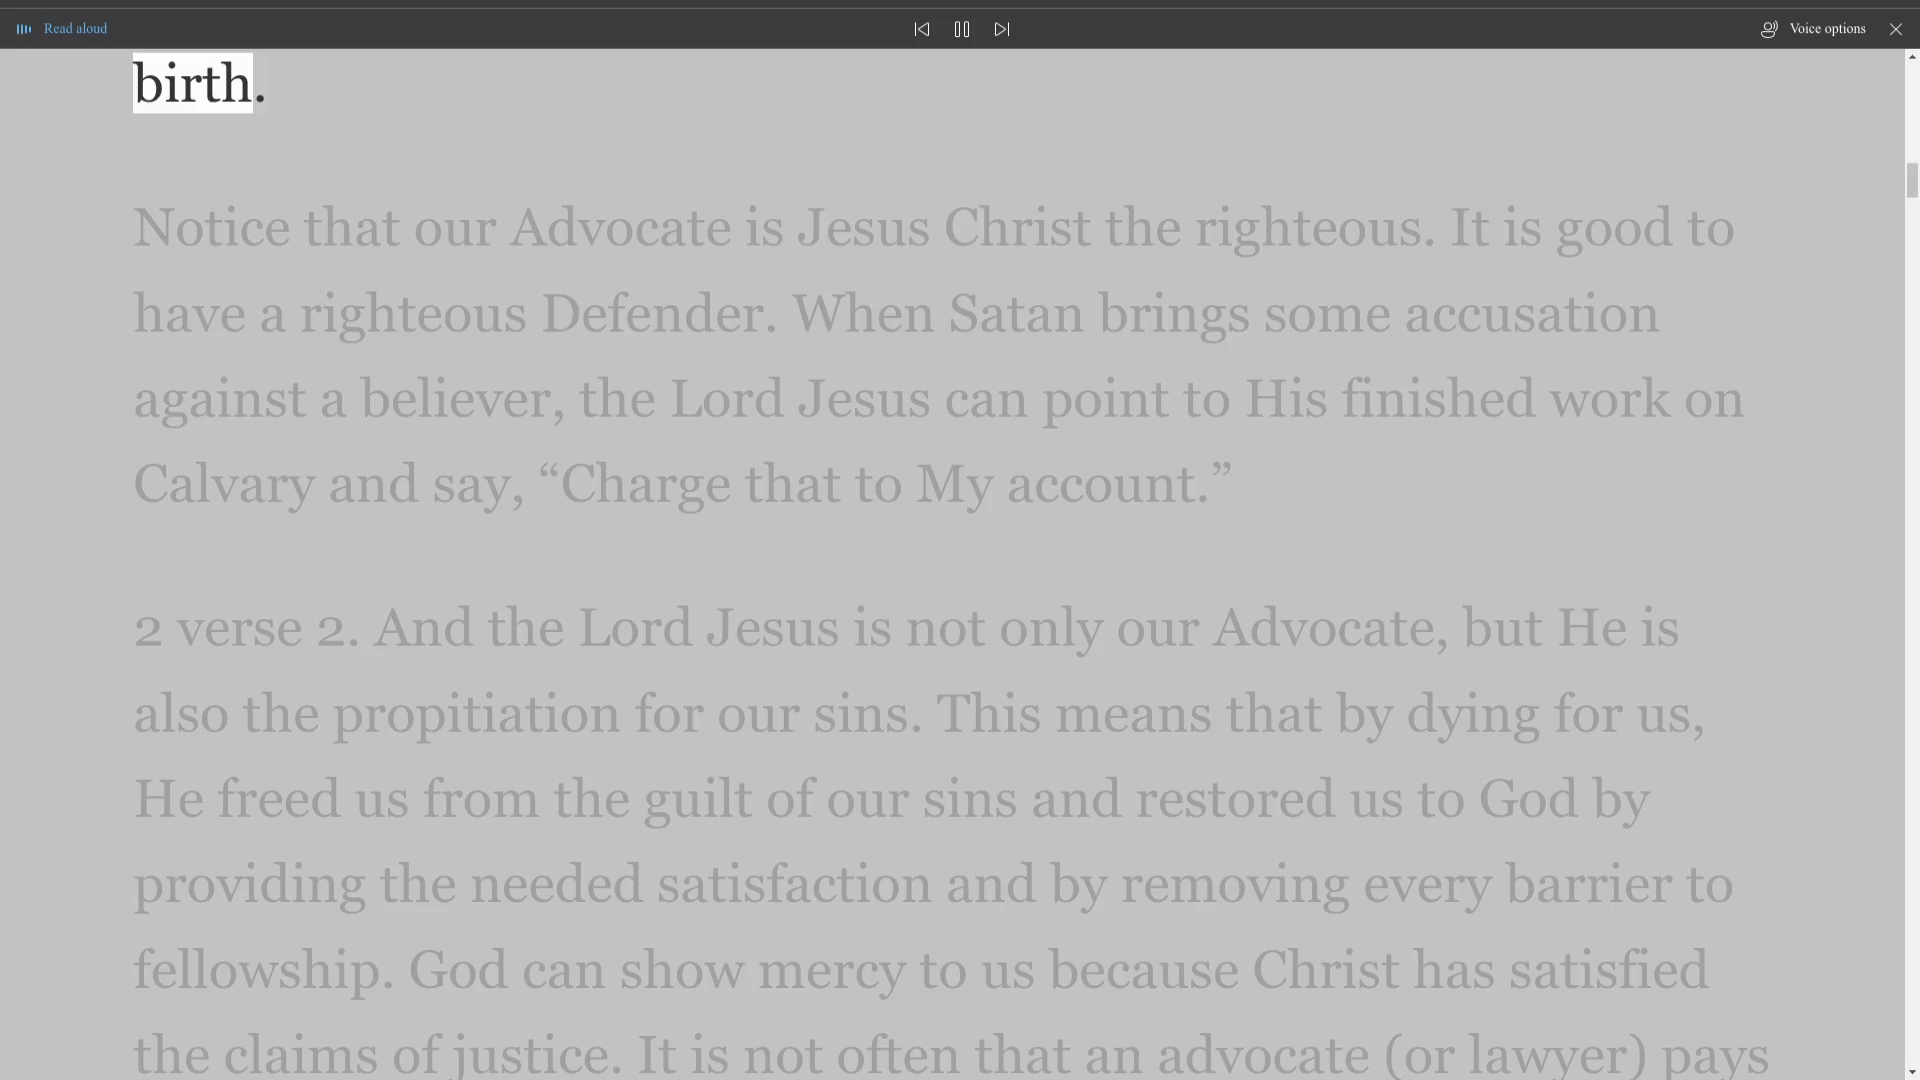 Read aloud
Voice options
birth.
Notice that our Advocate is Jesus Christ the righteous. It is good to
have a righteous Defender. When Satan brings some accusation
against a believer, the Lord Jesus can point to His finished work on
Calvary and say, “Charge that to My account.”
2 verse 2. And the Lord Jesus is not only our Advocate, but He is
also the propitiation for our sins. This means that by dying for us,
He freed us from the guilt of our sins and restored us to God by
providing the needed satisfaction and by removing every barrier to
fellowship. God can show mercy to us because Christ has satisfied
the claims of justice. It is not often that an advocate (or lawyer) pays